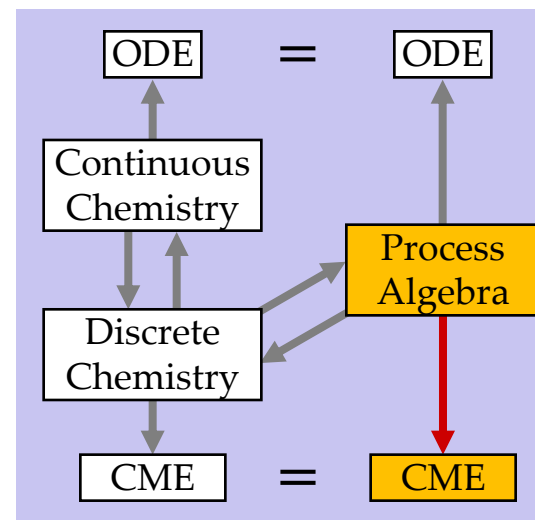 ODE = ODE
Continuous
Chemistry
Process
Algebra
Discrete
Chemistry
CME = CME